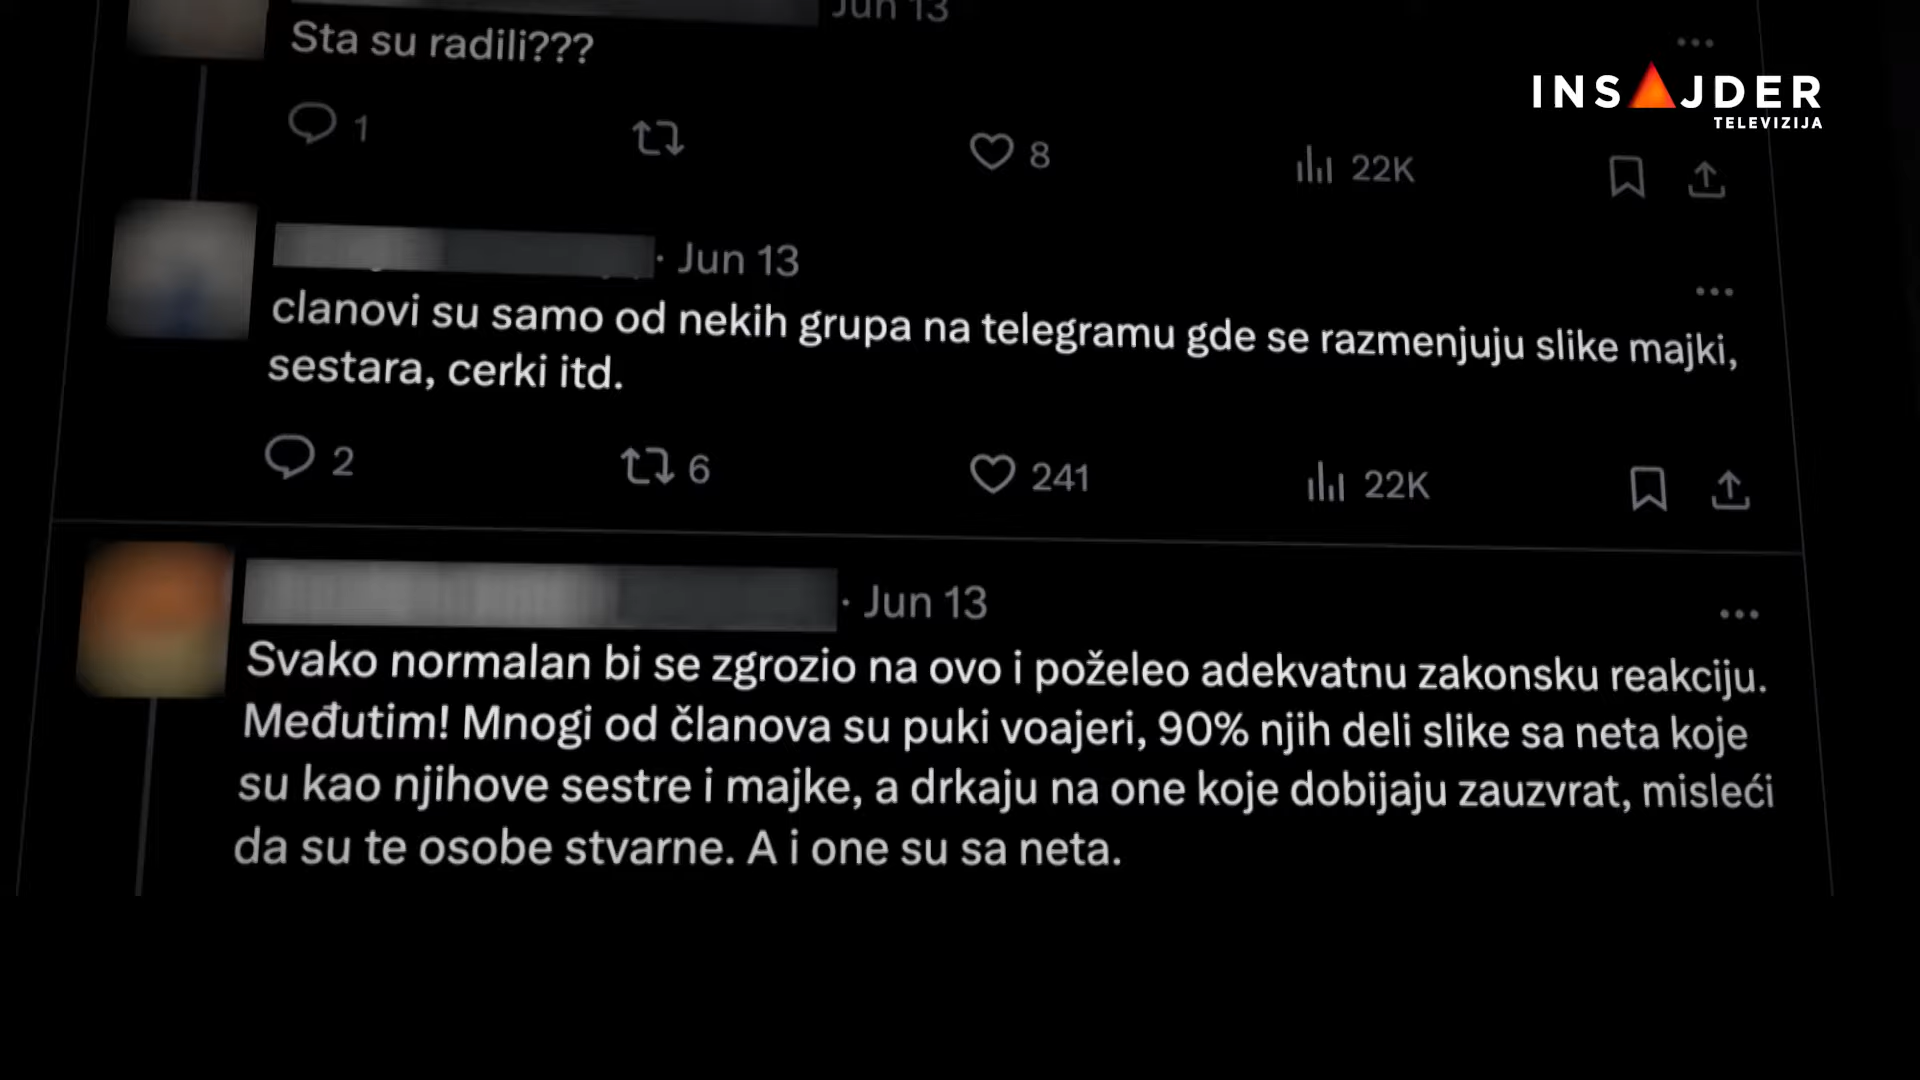 Jun 13
Sta su radili???
1
8
22K
INSAJDER
TELEVIZIJA
· Jun 13
clanovi su samo od nekih grupa na telegramu gde se razmenjuju slike majki,
sestara, cerki itd.
2
6
241
22K
· Jun 13
Svako normalan bi se zgrozio na ovo i poželeo adekvatnu zakonsku reakciju.
Međutim! Mnogi od članova su puki voajeri, 90% njih deli slike sa neta koje
su kao njihove sestre i majke, a drkaju na one koje dobijaju zauzvrat, misleći
da su te osobe stvarne. A i one su sa neta.